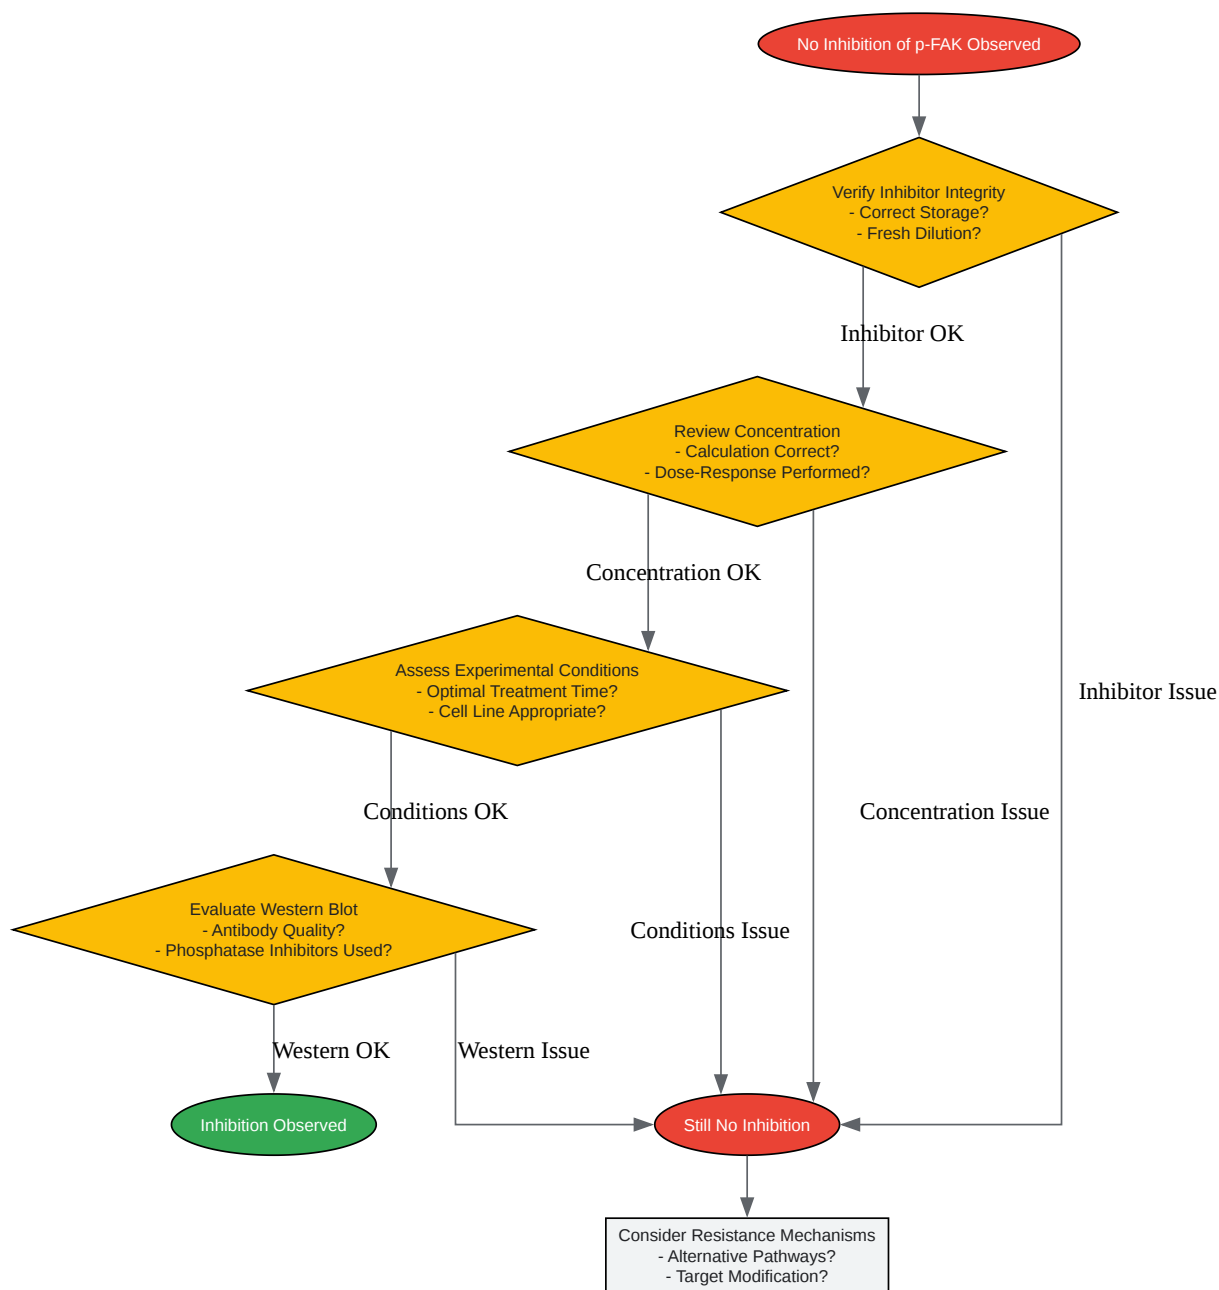 No Inhibition of p-FAK Observed
Verify Inhibitor Integrity
- Correct Storage?
- Fresh Dilution?
Inhibitor OK
Review Concentration
- Calculation Correct?
- Dose-Response Performed?
Concentration OK
Assess Experimental Conditions
- Optimal Treatment Time?
- Cell Line Appropriate?
Inhibitor Issue
Conditions OK
Concentration Issue
Evaluate Western Blot
- Antibody Quality?
- Phosphatase Inhibitors Used?
Conditions Issue
Western OK
Western Issue
Inhibition Observed
Still No Inhibition
Consider Resistance Mechanisms
- Alternative Pathways?
- Target Modification?